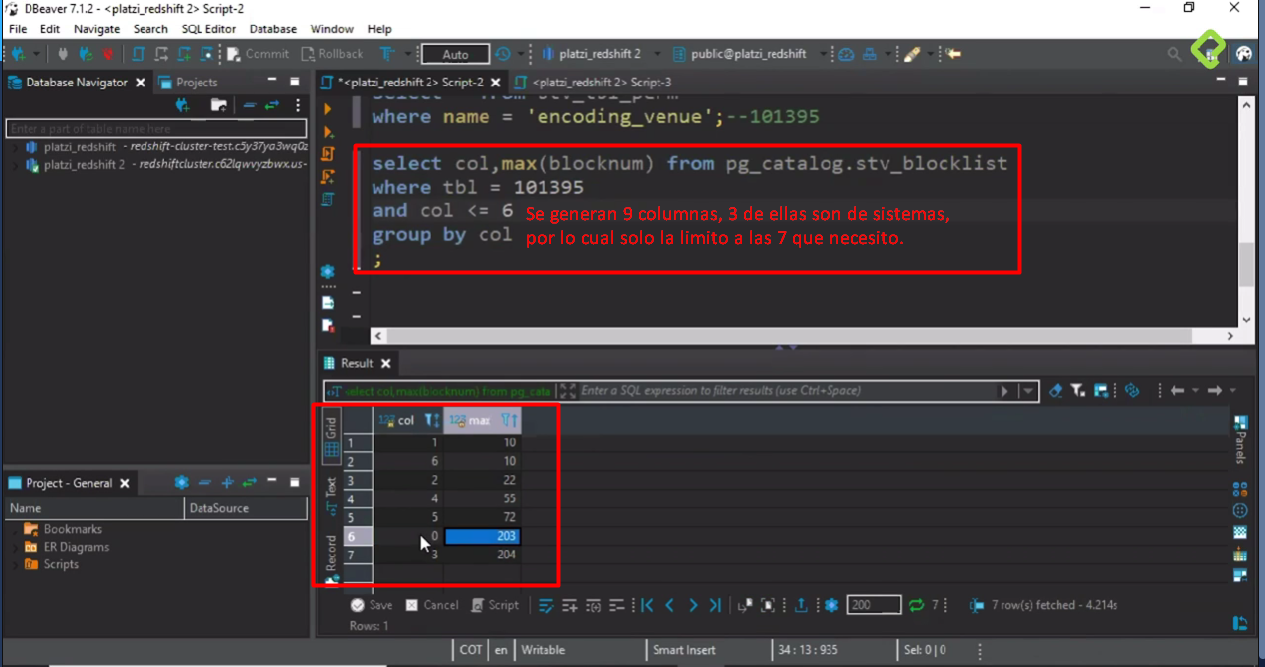 DBeaver 7.1.2 - <platzi_redshift 2> Script-2
File Edit Navigate Search SQL Editor Database Window Help
Commit Rollback Auto platzi_redshift 2 public@platzi_redshift
Database Navigator Projects
*<platzi_redshift 2> Script-2 <platzi_redshift 2> Script-3
Enter a part of table name here
platzi_redshift - redshift-cluster-test.c5y37ya3wq0z
platzi_redshift 2 - redshiftcluster.c62lqwvyzbwx.us-
where name = 'encoding_venue';--101395
select col,max(blocknum) from pg_catalog.stv_blocklist
where tbl = 101395
and col <= 6
group by col
;
Se generan 9 columnas, 3 de ellas son de sistemas,
por lo cual solo la limito a las 7 que necesito.
Result
select col,max(blocknum) from pg_cata Enter a SQL expression to filter results (use Ctrl+Space)
Grid
Text
Record
Panels
123 col 123 max
1 1 10
2 6 10
3 2 22
4 4 55
5 5 72
6 0 203
7 3 204
Project - General
Name DataSource
Bookmarks
ER Diagrams
Scripts
Save Cancel Script 200 7 7 row(s) fetched - 4.214s
Rows: 1
COT en Writable Smart Insert 34 : 13 : 935 Sel: 0 | 0